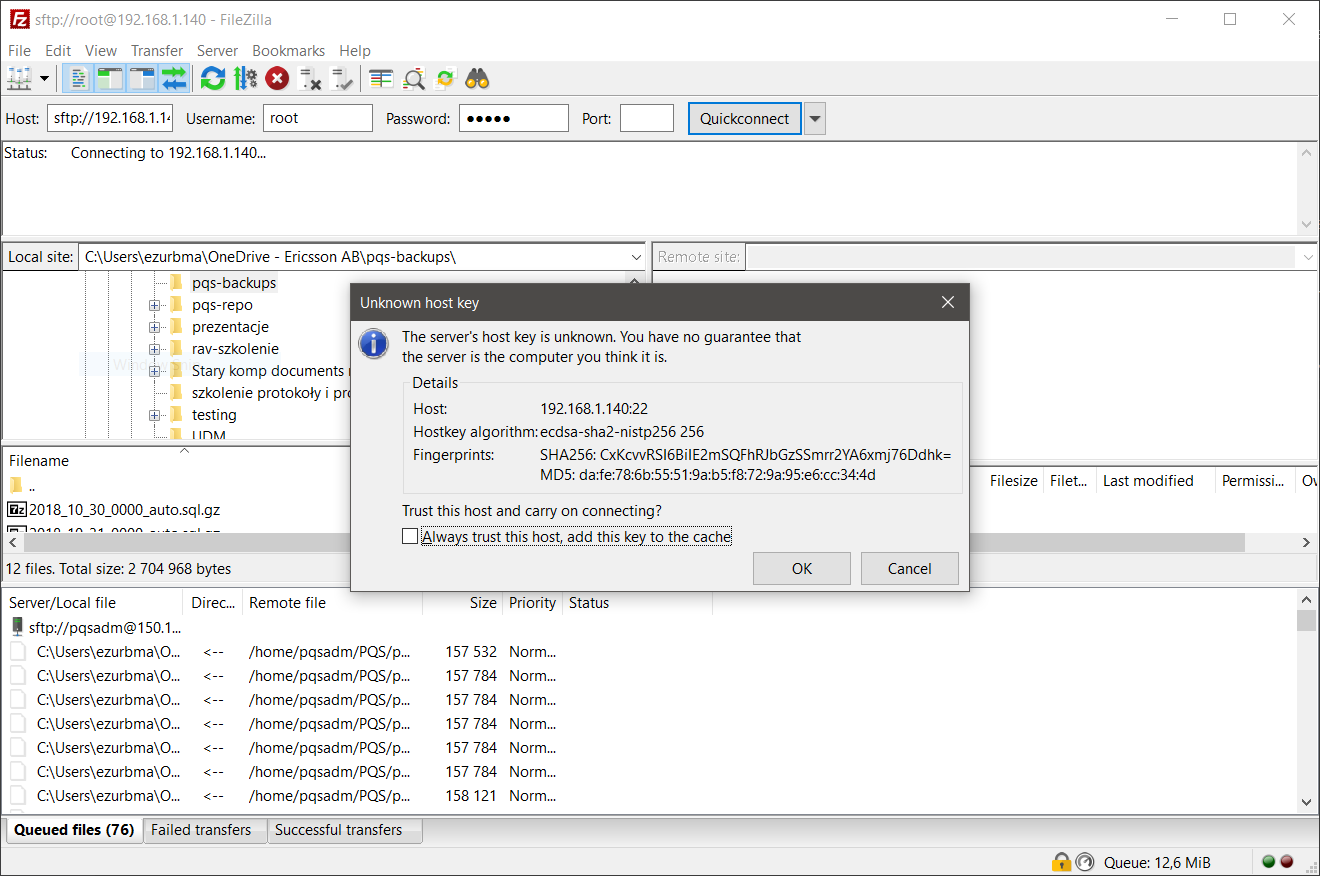 sftp://root@192.168.1.140 - FileZilla
File Edit View Transfer Server Bookmarks Help
Host: sftp://192.168.1.14 Username: root Password: ●●●●● Port: Quickconnect
Status: Connecting to 192.168.1.140...
Local site: C:\Users\ezurbma\OneDrive - Ericsson AB\pqs-backups\ Remote site:
pqs-backups
pqs-repo
prezentacje
rav-szkolenie
Stary komp documents
szkolenie protokoły i
testing
UDM
Unknown host key
The server's host key is unknown. You have no guarantee that
the server is the computer you think it is.
Details
Host: 192.168.1.140:22
Hostkey algorithm: ecdsa-sha2-nistp256 256
Fingerprints: SHA256: CxKcvvRSI6BiIE2mSQFhRJbGzSSmrr2YA6xmj76Ddhk=
MD5: da:fe:78:6b:55:51:9a:b5:f8:72:9a:95:e6:cc:34:4d
Trust this host and carry on connecting?
Always trust this host, add this key to the cache
OK Cancel
Filename
..
2018_10_30_0000_auto.sql.gz
2018_10_31_0000_auto.sql.gz
Filesize Filet... Last modified Permissi... Ow
12 files. Total size: 2 704 968 bytes
Server/Local file Direc... Remote file Size Priority Status
sftp://pqsadm@150.1...
C:\Users\ezurbma\O... <-- /home/pqsadm/PQS/p... 157 532 Norm...
C:\Users\ezurbma\O... <-- /home/pqsadm/PQS/p... 157 784 Norm...
C:\Users\ezurbma\O... <-- /home/pqsadm/PQS/p... 157 784 Norm...
C:\Users\ezurbma\O... <-- /home/pqsadm/PQS/p... 157 784 Norm...
C:\Users\ezurbma\O... <-- /home/pqsadm/PQS/p... 157 784 Norm...
C:\Users\ezurbma\O... <-- /home/pqsadm/PQS/p... 157 784 Norm...
C:\Users\ezurbma\O... <-- /home/pqsadm/PQS/p... 158 121 Norm...
Queued files (76) Failed transfers Successful transfers
Queue: 12,6 MiB